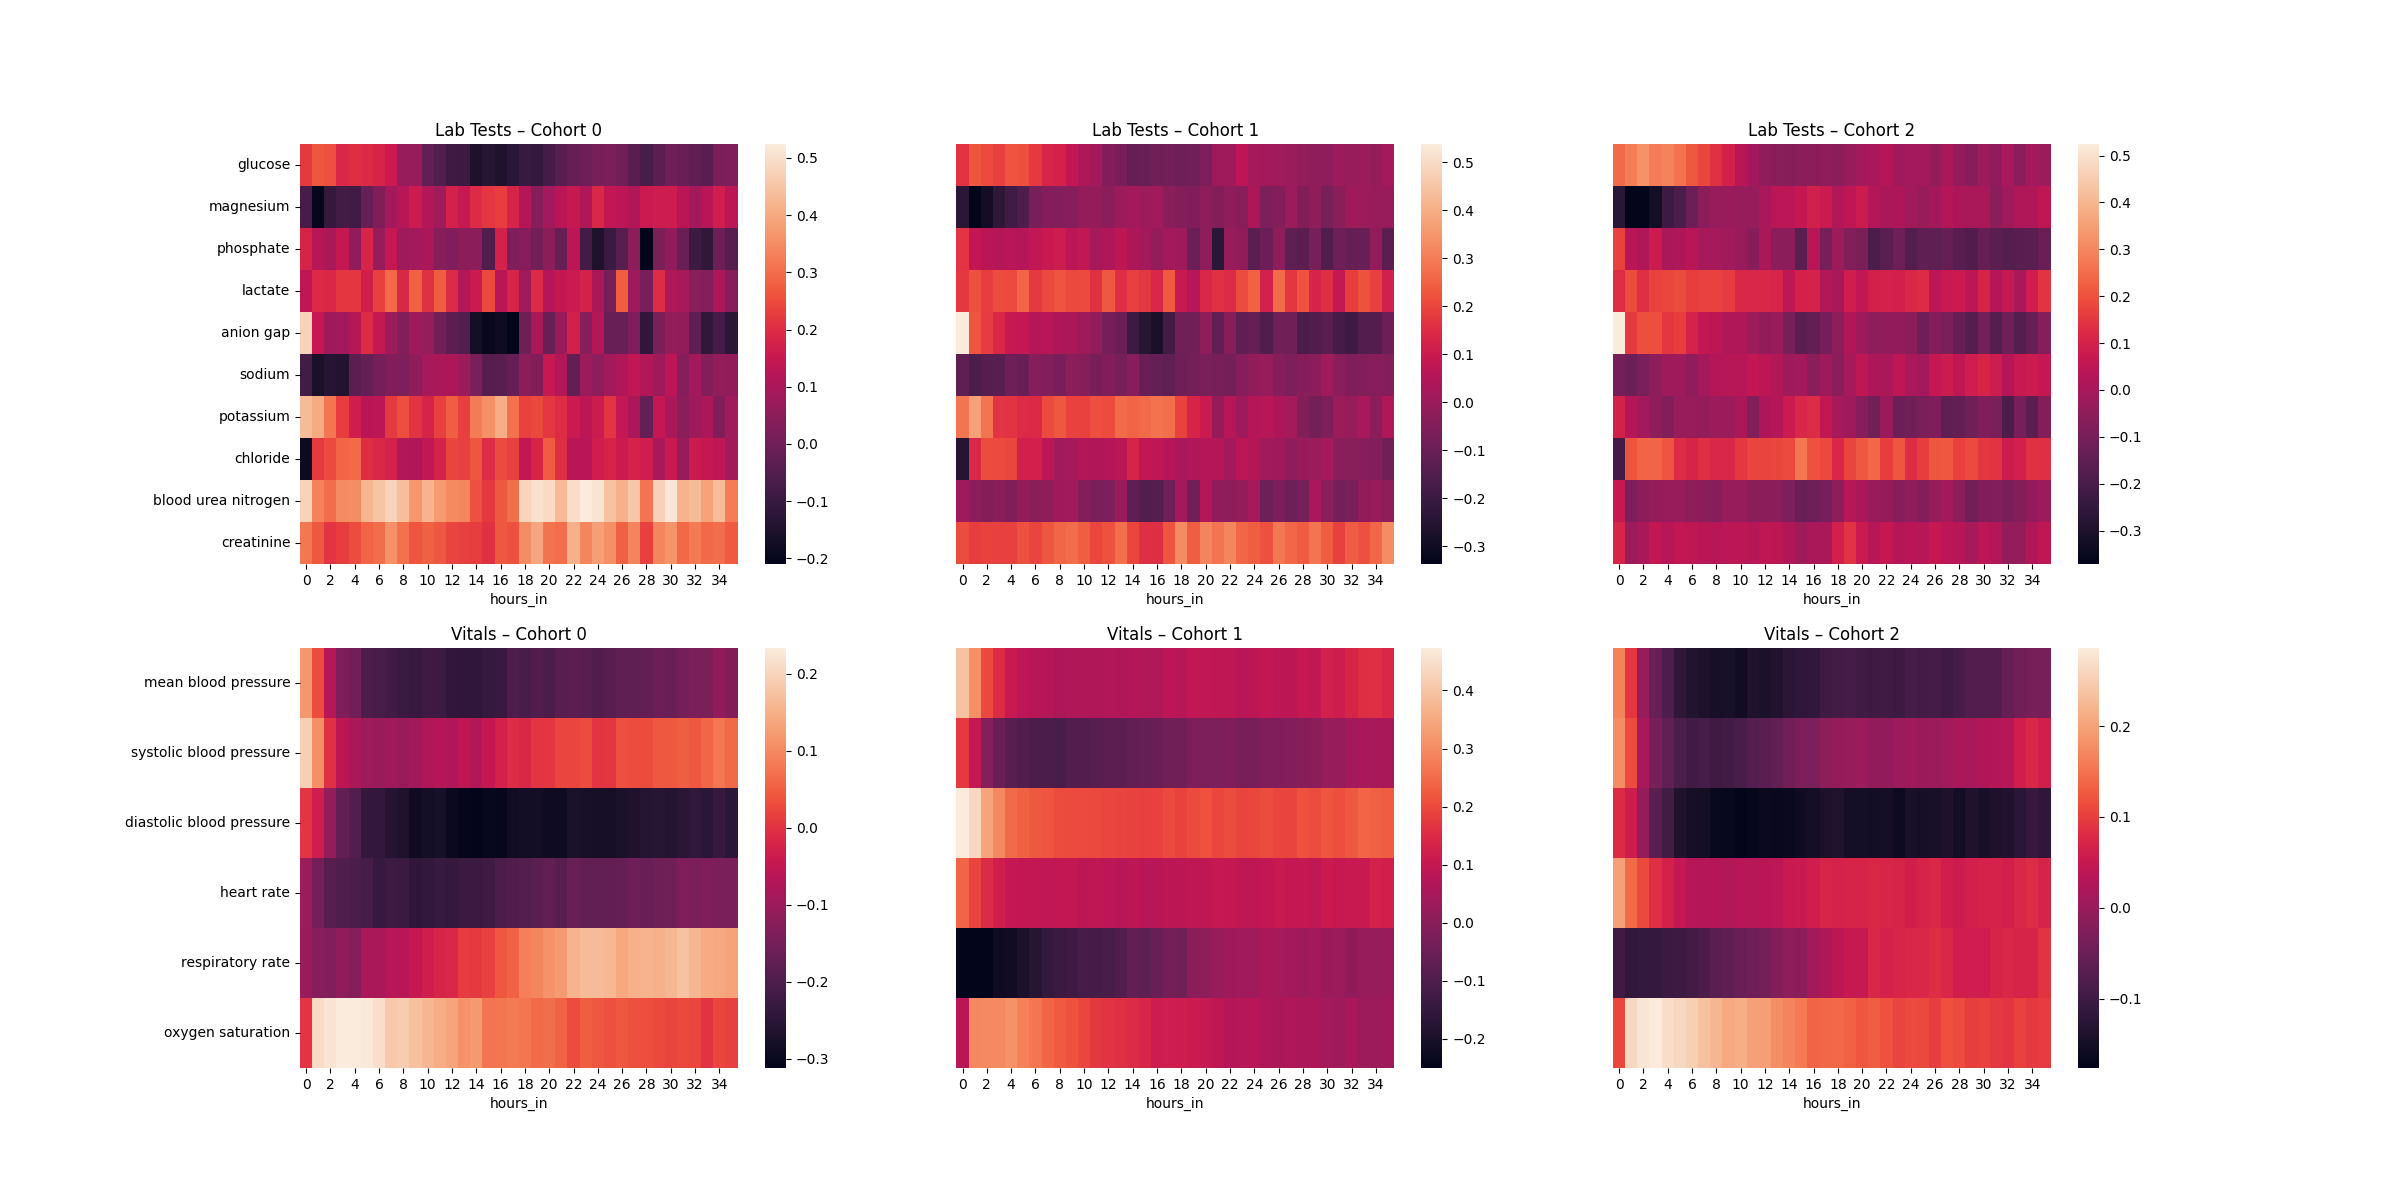 Lab Tests – Cohort 0
glucose
magnesium
phosphate
lactate
anion gap
sodium
potassium
chloride
blood urea nitrogen
creatinine
0 2 4 6 8 10 12 14 16 18 20 22 24 26 28 30 32 34
hours_in
0.5
0.4
0.3
0.2
0.1
0.0
−0.1
−0.2
Lab Tests – Cohort 1
0 2 4 6 8 10 12 14 16 18 20 22 24 26 28 30 32 34
hours_in
0.5
0.4
0.3
0.2
0.1
0.0
−0.1
−0.2
−0.3
Lab Tests – Cohort 2
0 2 4 6 8 10 12 14 16 18 20 22 24 26 28 30 32 34
hours_in
0.5
0.4
0.3
0.2
0.1
0.0
−0.1
−0.2
−0.3
Vitals – Cohort 0
mean blood pressure
systolic blood pressure
diastolic blood pressure
heart rate
respiratory rate
oxygen saturation
0 2 4 6 8 10 12 14 16 18 20 22 24 26 28 30 32 34
hours_in
0.2
0.1
0.0
−0.1
−0.2
−0.3
Vitals – Cohort 1
0 2 4 6 8 10 12 14 16 18 20 22 24 26 28 30 32 34
hours_in
0.4
0.3
0.2
0.1
0.0
−0.1
−0.2
Vitals – Cohort 2
0 2 4 6 8 10 12 14 16 18 20 22 24 26 28 30 32 34
hours_in
0.2
0.1
0.0
−0.1